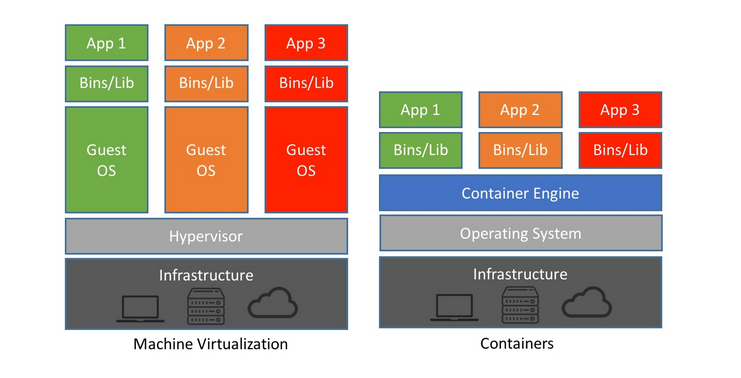 App 1
App 2
App 3
Bins/Lib
Bins/Lib
Bins/Lib
Guest
OS
Guest
OS
Guest
OS
Hypervisor
Infrastructure
Machine Virtualization
App 1
App 2
App 3
Bins/Lib
Bins/Lib
Bins/Lib
Container Engine
Operating System
Infrastructure
Containers